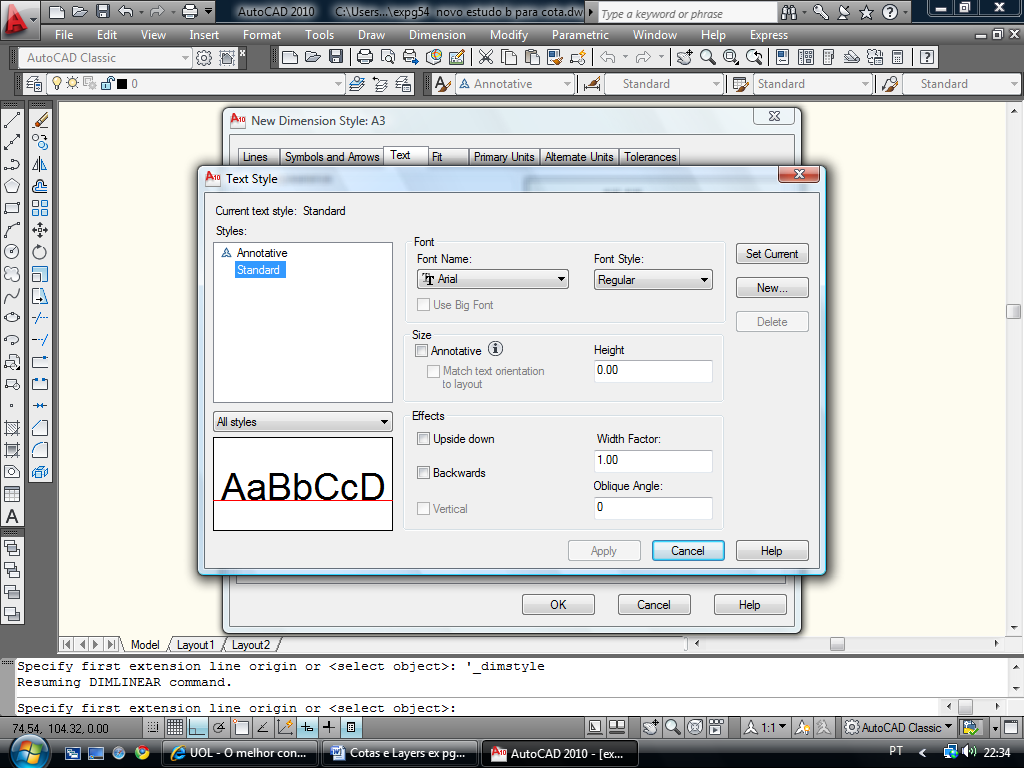 AutoCAD 2010 C:\Users...\expg54 novo estudo b para cota.dw
Type a keyword or phrase
File Edit View Insert Format Tools Draw Dimension Modify Parametric Window Help Express
AutoCAD Classic
0
Annotative Standard Standard Standard
New Dimension Style: A3
Lines Symbols and Arrows Text Fit Primary Units Alternate Units Tolerances
Text Style
Current text style: Standard
Styles:
Annotative
Standard
All styles
AaBbCcD
Font
Font Name:
Arial
Font Style:
Regular
Use Big Font
Size
Annotative
Match text orientation
to layout
Height
0.00
Effects
Upside down
Backwards
Vertical
Width Factor:
1.00
Oblique Angle:
0
Set Current
New...
Delete
Apply Cancel Help
OK Cancel Help
A
Model Layout1 Layout2
Specify first extension line origin or <select object>: '_dimstyle
Resuming DIMLINEAR command.
Specify first extension line origin or <select object>:
74,54, 104.32, 0.00
1:1
AutoCAD Classic
UOL - O melhor con...
Cotas e Layers ex pg...
AutoCAD 2010 - [ex...
PT
22:34